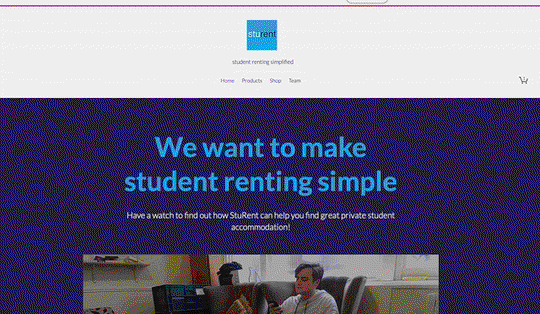 sturent
student renting simplified
Home Products Shop Team
We want to make
student renting simple
Have a watch to find out how StuRent can help you find great private student
accommodation!